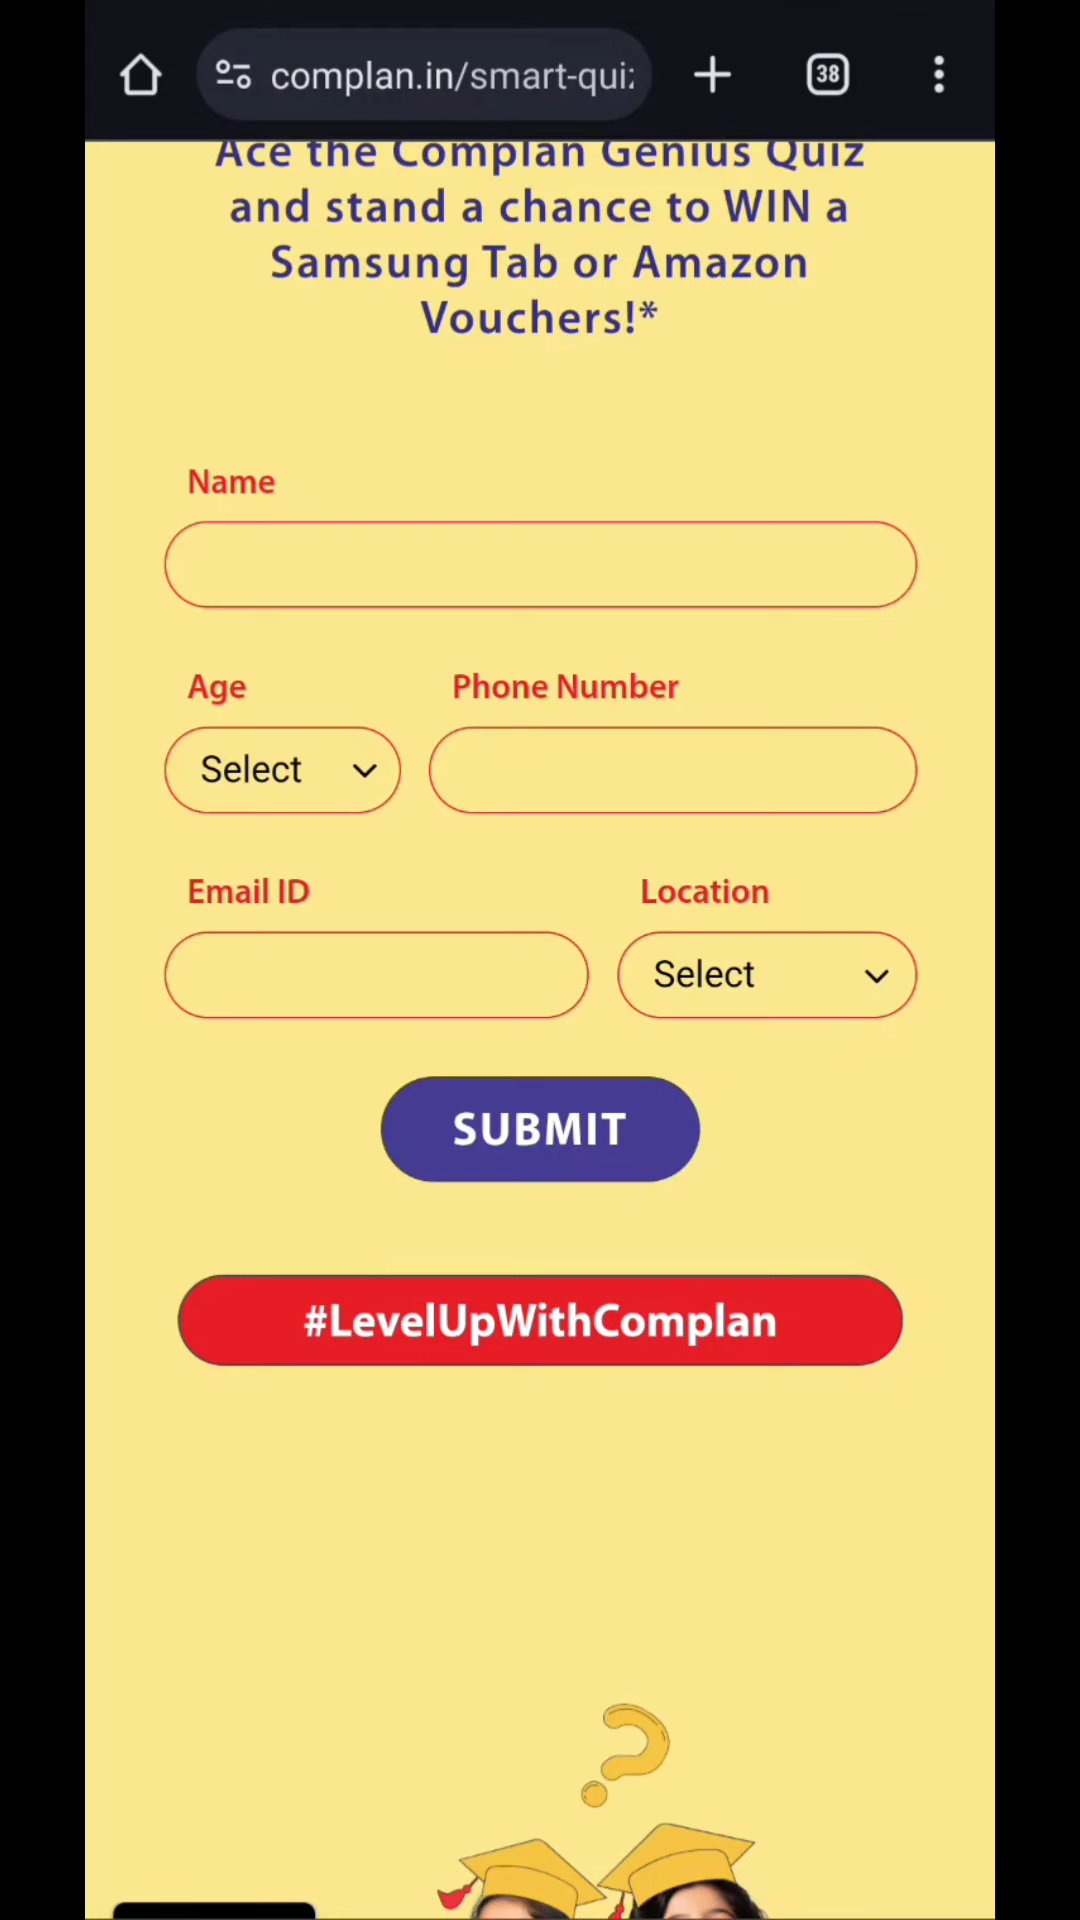 complan.in/smart-qui
38
Ace the Complan Genius Quiz
and stand a chance to WIN a
Samsung Tab or Amazon
Vouchers!*
Name
Age
Phone Number
Select
Email ID
Location
Select
SUBMIT
#LevelUpWithComplan